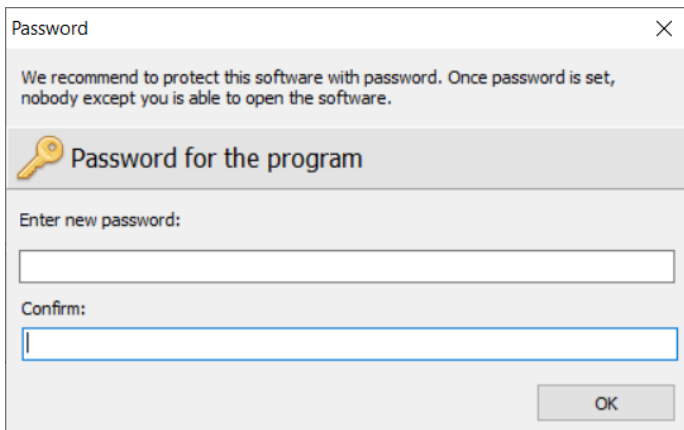 Password
We recommend to protect this software with password. Once password is set,
nobody except you is able to open the software.
Password for the program
Enter new password:
Confirm:
OK